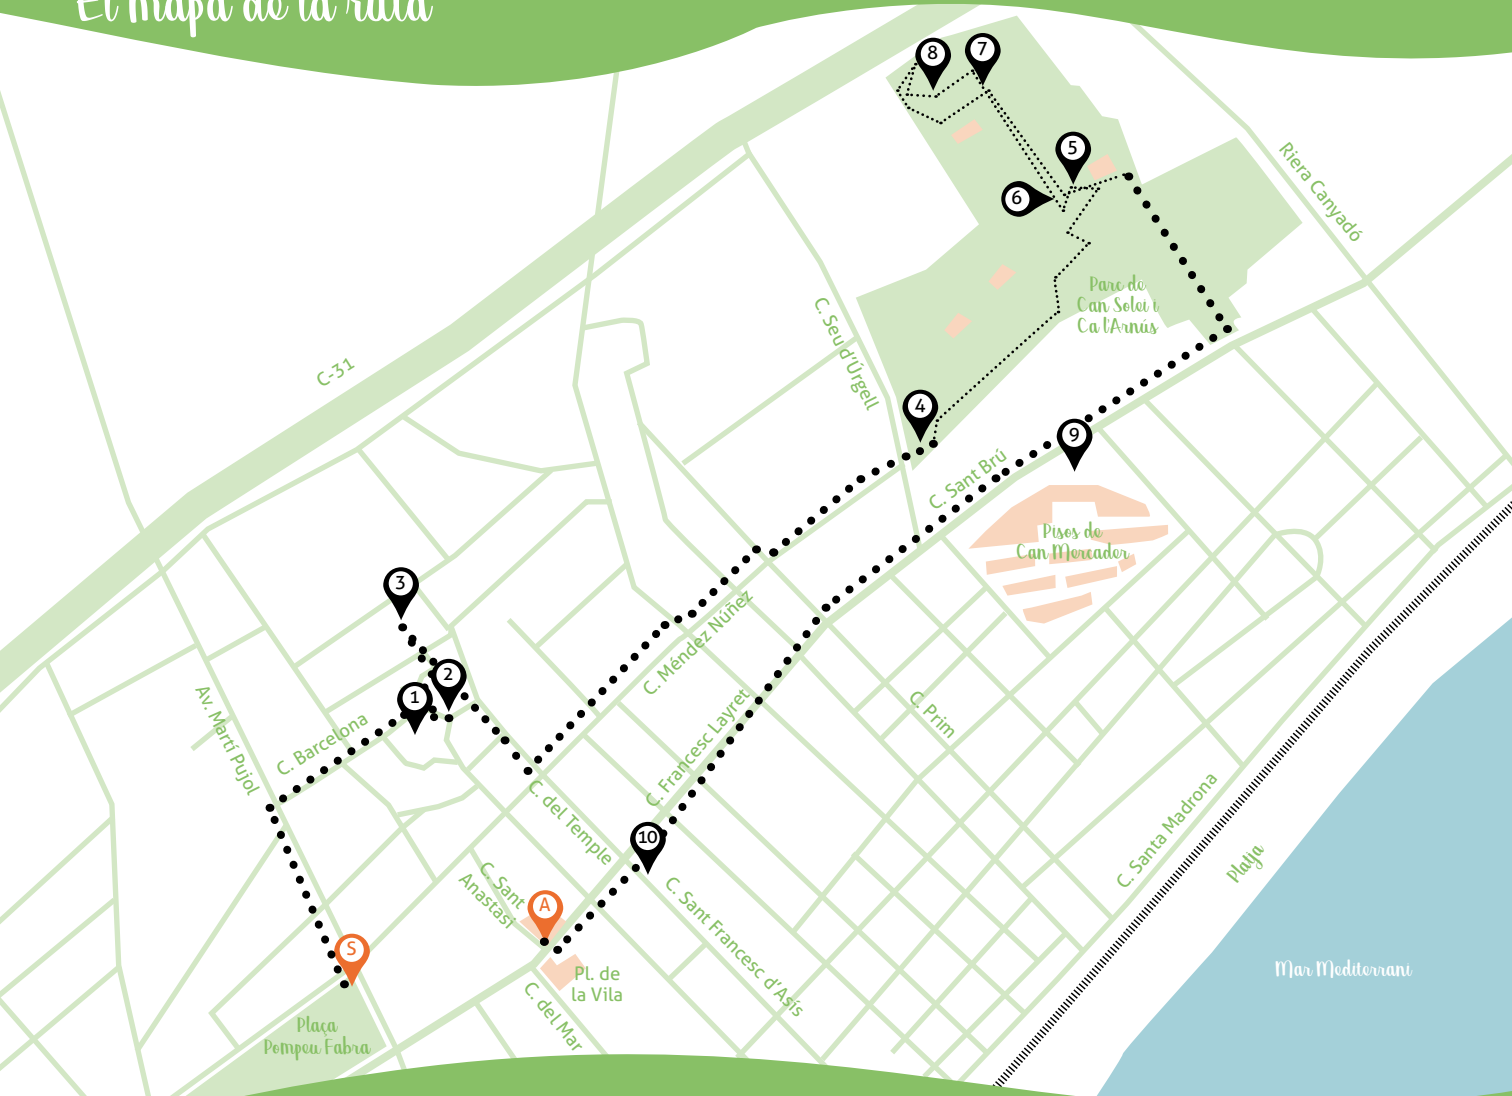 El mapa de la ruta
8
7
5
6
Riera Canyadó
Parc de
Can Solei i
Ca l'Arnús
C. Seu d'Úrgell
C-31
4
9
C. Sant Brú
Pisos de
Can Mercader
3
2
1
C. Méndez Núñez
Av. Martí Pujol
C. Barcelona
C. Francesc Layret
C. Prim
C. del Temple
10
C. Santa Madrona
Platja
C. Sant
Anastasi
A
C. Sant Francesc d'Asís
S
Pl. de
la Vila
C. del Mar
Mar Mediterrani
Plaça
Pompeu Fabra